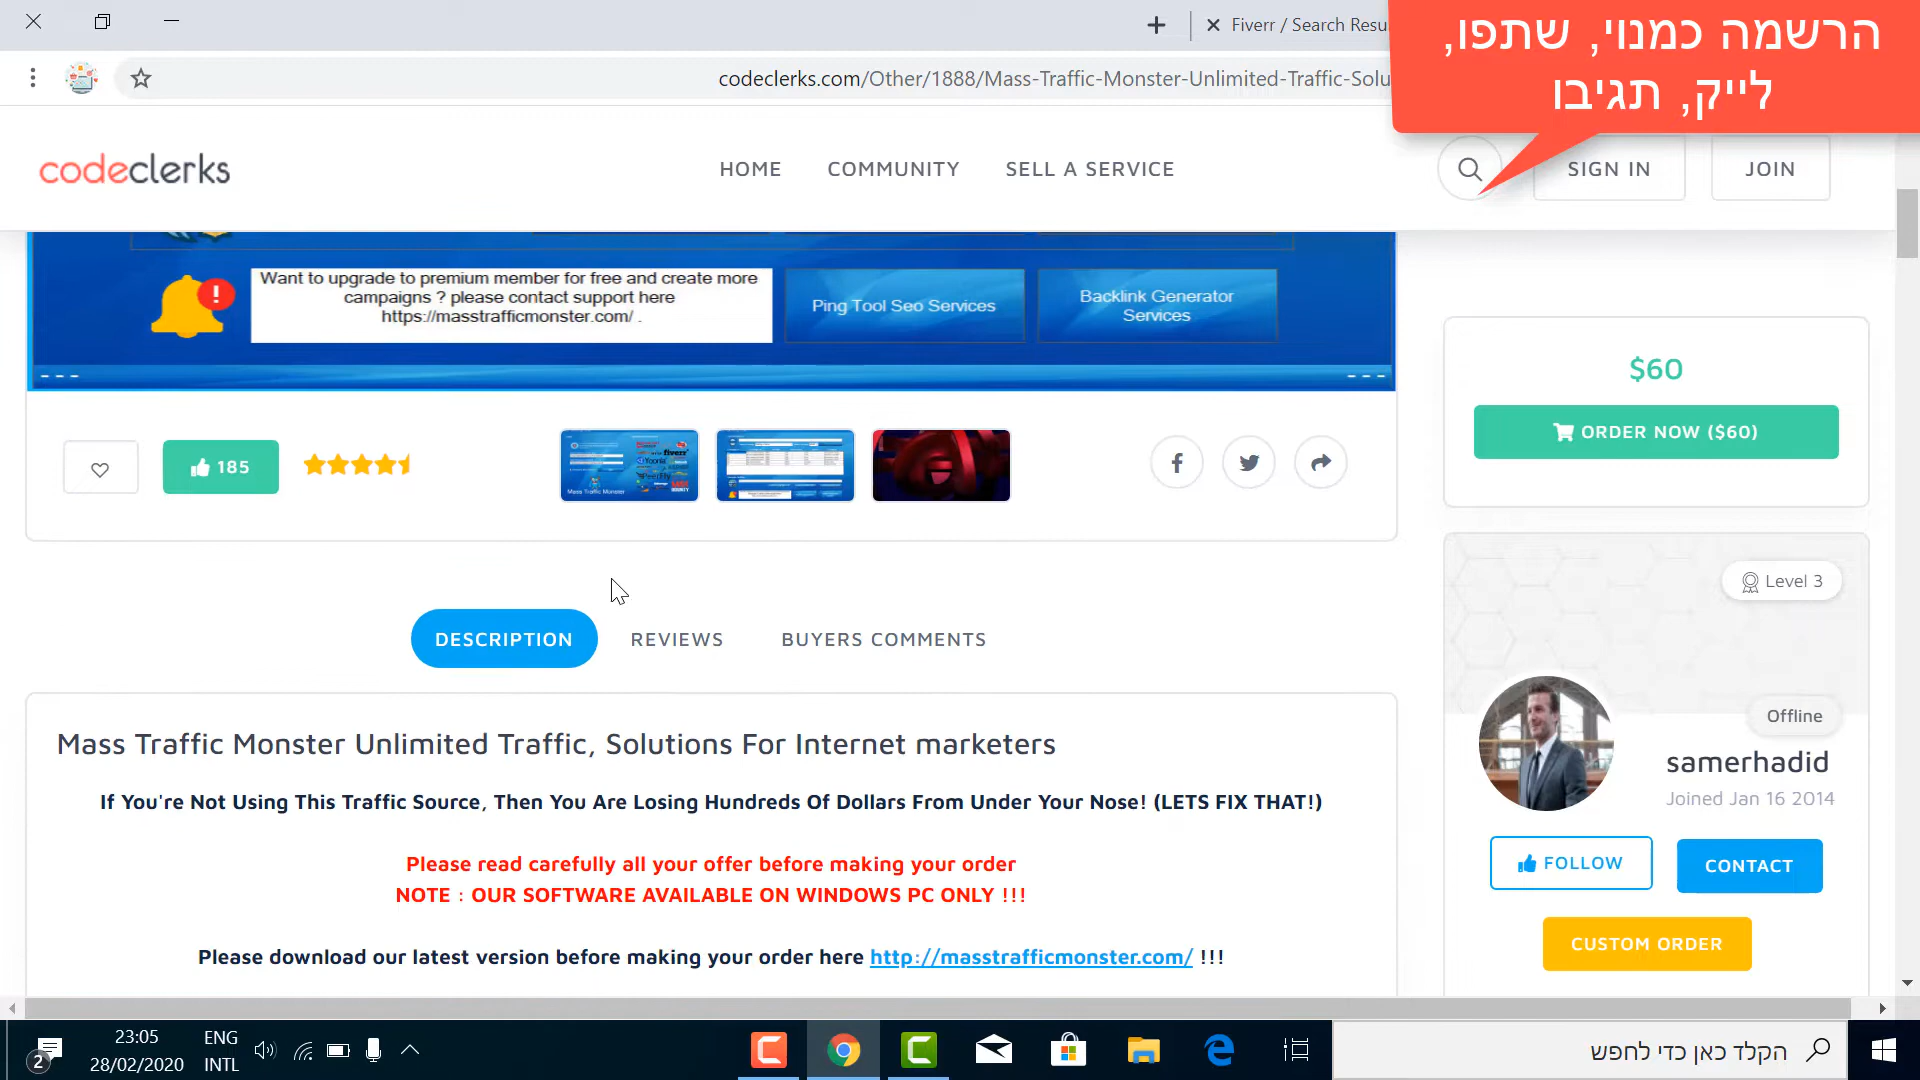 Fiverr / Search Resu
הרשמה כמנוי, שתפו,
לייק, תגיבו
codeclerks.com/Other/1888/Mass-Traffic-Monster-Unlimited-Traffic-Solu
codeclerks
HOME
COMMUNITY
SELL A SERVICE
SIGN IN
JOIN
Want to upgrade to premium member for free and create more
campaigns ? please contact support here
https://masstrafficmonster.com/ .
Ping Tool Seo Services
Backlink Generator
Services
$60
ORDER NOW ($60)
185
Mass Traffic Monster
fiverr
Level 3
DESCRIPTION
REVIEWS
BUYERS COMMENTS
Offline
samerhadid
Joined Jan 16 2014
FOLLOW
CONTACT
CUSTOM ORDER
Mass Traffic Monster Unlimited Traffic, Solutions For Internet marketers
If You're Not Using This Traffic Source, Then You Are Losing Hundreds Of Dollars From Under Your Nose! (LETS FIX THAT!)
Please read carefully all your offer before making your order
NOTE : OUR SOFTWARE AVAILABLE ON WINDOWS PC ONLY !!!
Please download our latest version before making your order here http://masstrafficmonster.com/ !!!
2
23:05
28/02/2020
ENG
INTL
הקלד כאן כדי לחפש